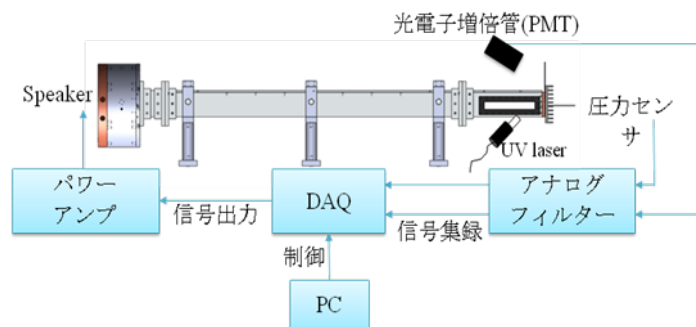 光電子増倍管(PMT)
Speaker
圧力セン
サ
UV laser
パワー
アンプ
信号出力
DAQ
信号集録
アナログ
フィルター
制御
PC